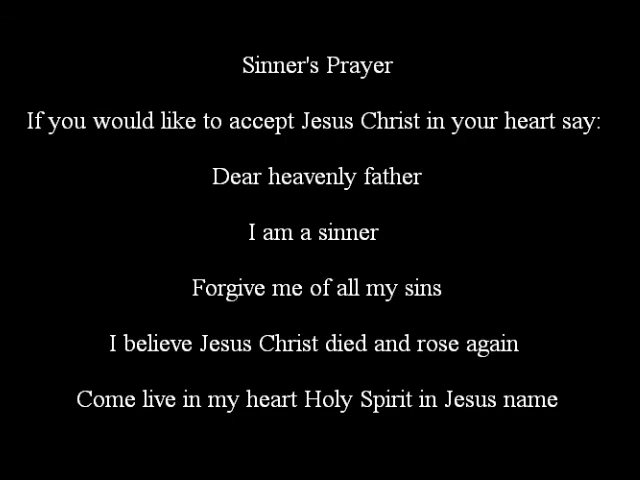 Sinner's Prayer
If you would like to accept Jesus Christ in your heart say:
Dear heavenly father
I am a sinner
Forgive me of all my sins
I believe Jesus Christ died and rose again
Come live in my heart Holy Spirit in Jesus name